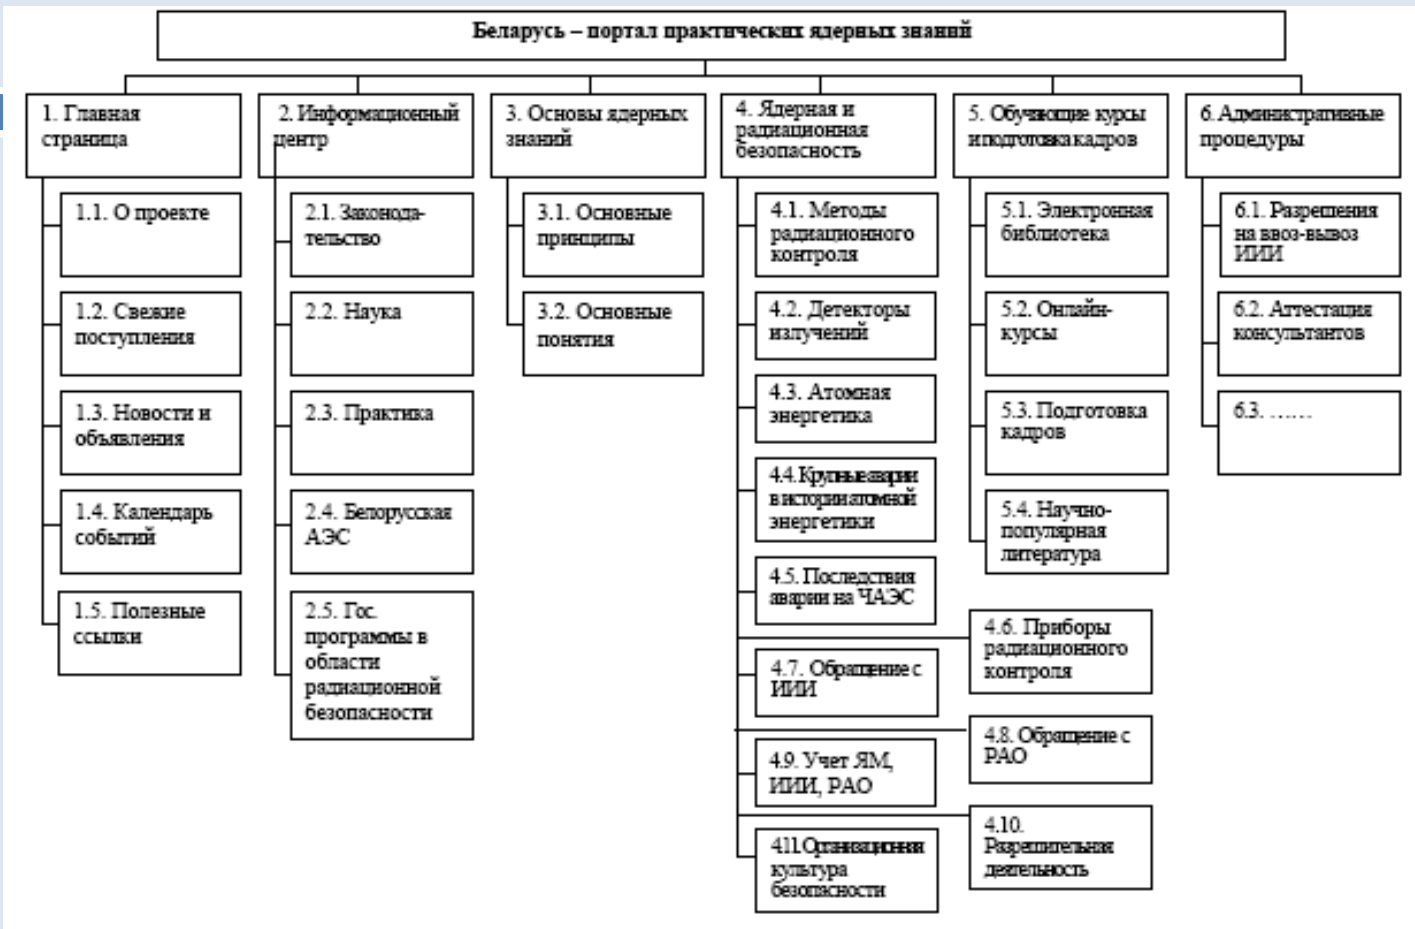 Беларусь – портал практических ядерных знаний
1. Главная
страница
1.1. О проекте
1.2. Свежие
поступления
1.3. Новости и
объявления
1.4. Календарь
событий
1.5. Полезные
ссылки
2. Информационный
центр
2.1. Законода-
тельство
2.2. Наука
2.3. Практика
2.4. Белорусская
АЭС
2.5. Гос.
программы в
области
радиационной
безопасности
3. Основы ядерных
знаний
3.1. Основные
принципы
3.2. Основные
понятия
4. Ядерная и
радиационная
безопасность
4.1. Методы
радиационного
контроля
4.2. Детекторы
излучений
4.3. Атомная
энергетика
4.4. Крупные аварии
в истории атомной
энергетики
4.5. Последствия
аварии на ЧАЭС
4.6. Приборы
радиационного
контроля
4.7. Обращение с
ИИИ
4.8. Обращение с
РАО
4.9. Учет ЯМ,
ИИИ, РАО
4.10.
Разрешительная
деятельность
4.11. Организационная
культура
безопасности
5. Обучающие курсы
и подготовка кадров
5.1. Электронная
библиотека
5.2. Онлайн-
курсы
5.3. Подготовка
кадров
5.4. Научно-
популярная
литература
6. Административные
процедуры
6.1. Разрешения
на ввоз-вывоз
ИИИ
6.2. Аттестация
консультантов
6.3. ……